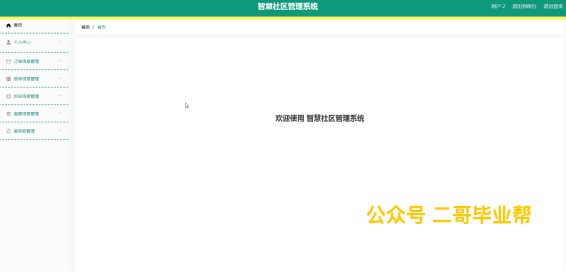 智慧社区管理系统
用户 2 退出到前台 退出登录
首页
首页 / 首页
个人中心
订单信息管理
报修信息管理
投诉信息管理
缴费信息管理
留言板管理
欢迎使用 智慧社区管理系统
公众号 二哥毕业帮